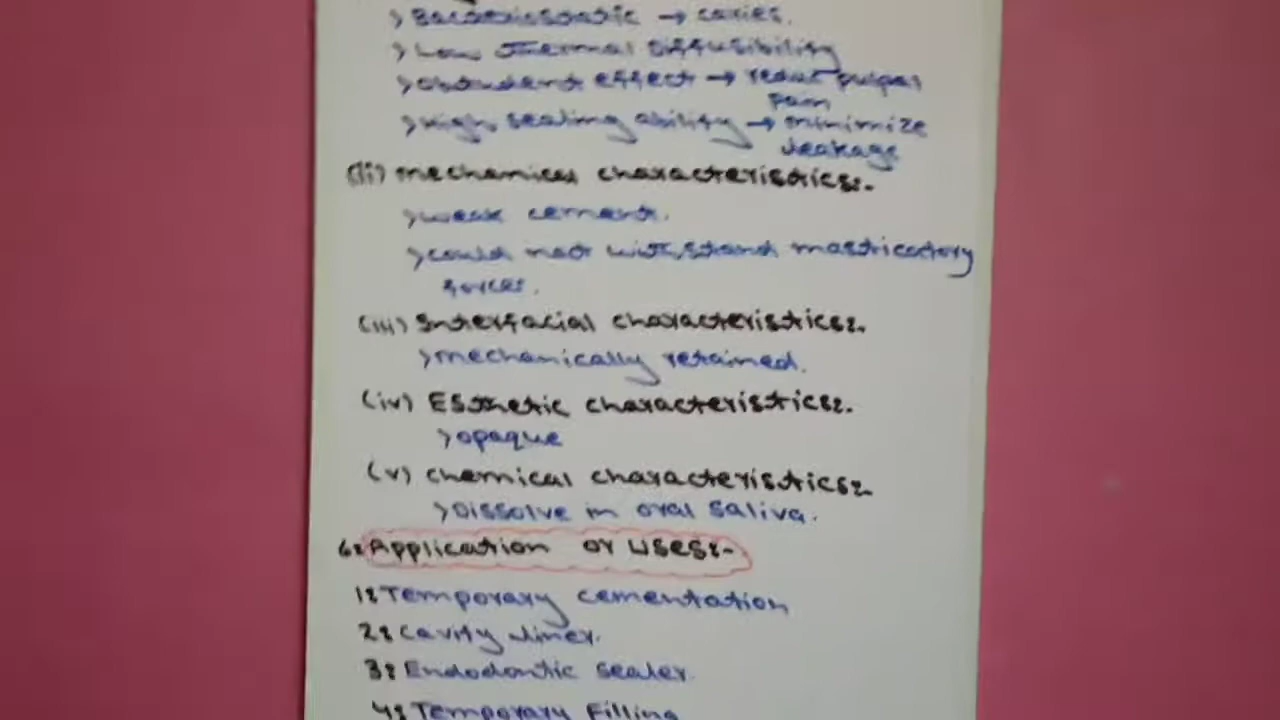 > Bacteriostatic → caries.
> Low Thermal Diffusibility
> obtundent effect → reduc pulpal
pain
> High sealing ability → minimize
leakage
(ii) mechanical characteristics:-
> weak cement.
> could not withstand masticatory
forces.
(iii) Interfacial characteristics:.
> mechanically retained.
(iv) Esthetic characteristics:.
> opaque
(v) chemical characteristics:-
> Dissolve in oral saliva.
6: Application or uses:-
1: Temporary cementation
2: Cavity liner.
3: Endodontic sealer.
4: Temporary Filling